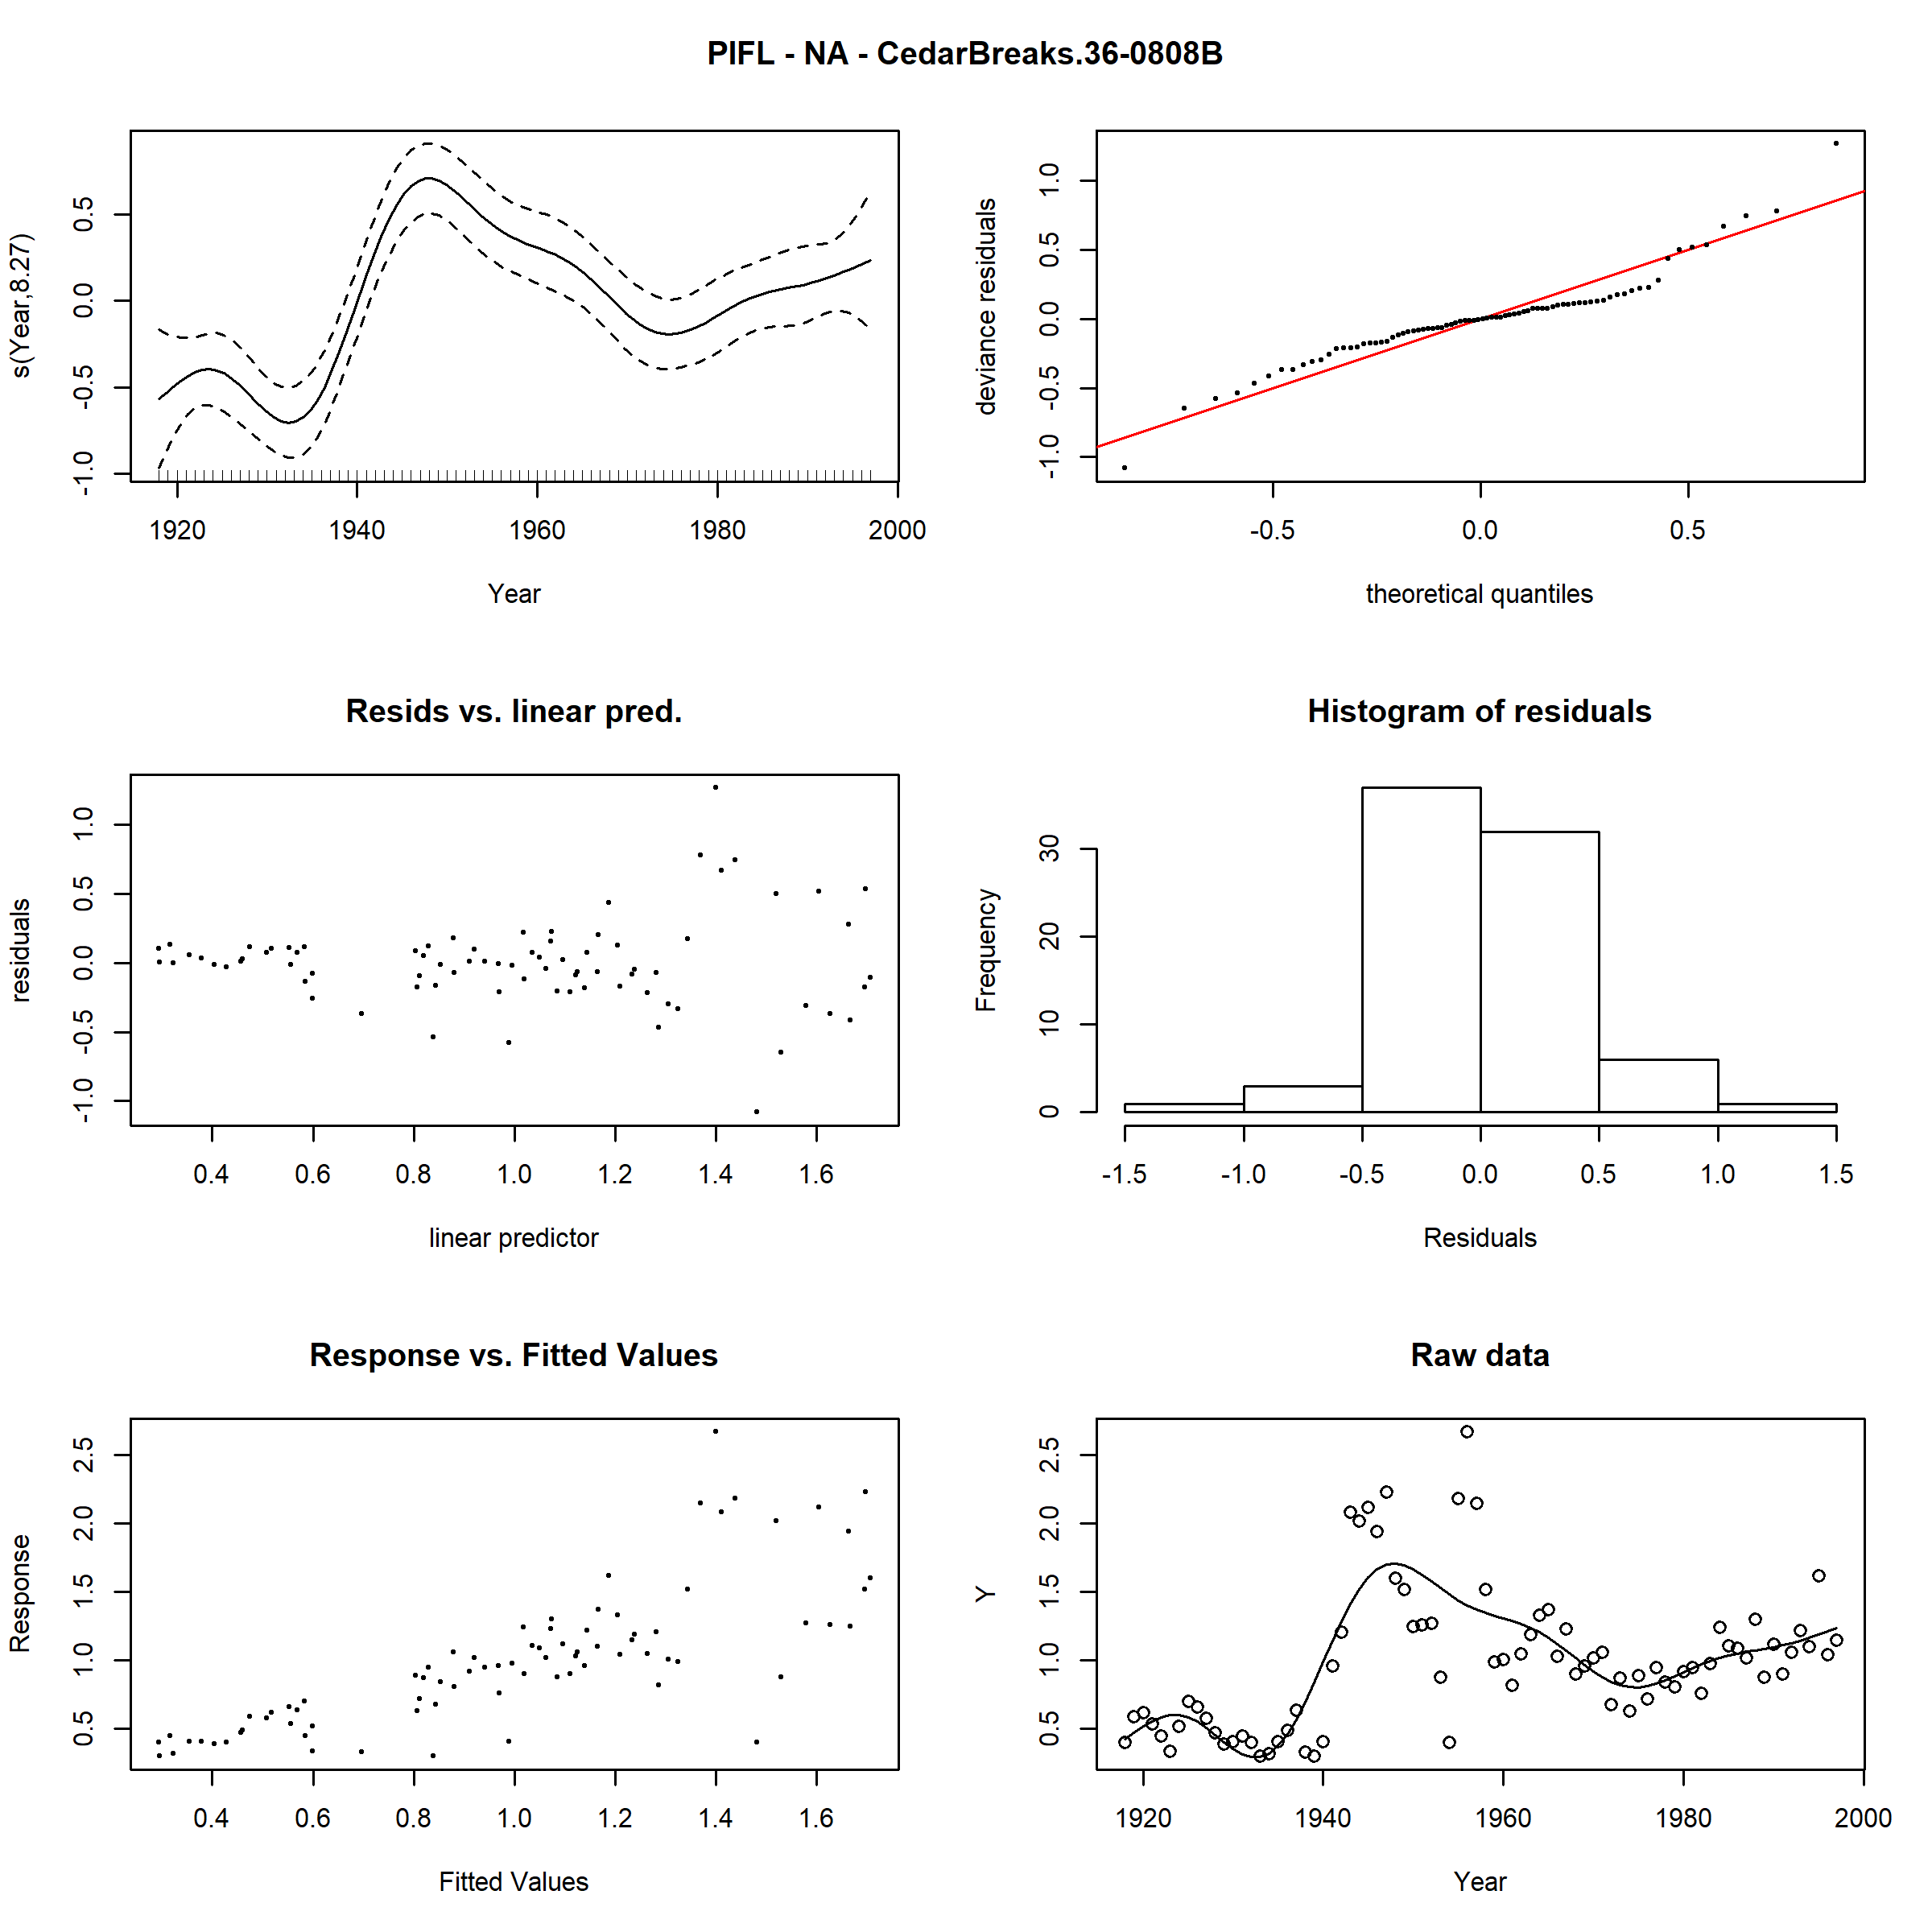 PIFL - NA - CedarBreaks.36-0808B
s(Year,8.27)
-1.0 -0.5 0.0 0.5
1920 1940 1960 1980 2000
Year
deviance residuals
-1.0 -0.5 0.0 0.5 1.0
-0.5 0.0 0.5
theoretical quantiles
Resids vs. linear pred.
residuals
-1.0 -0.5 0.0 0.5 1.0
0.4 0.6 0.8 1.0 1.2 1.4 1.6
linear predictor
Histogram of residuals
Frequency
0 10 20 30
-1.5 -1.0 -0.5 0.0 0.5 1.0 1.5
Residuals
Response vs. Fitted Values
Response
0.5 1.0 1.5 2.0 2.5
0.4 0.6 0.8 1.0 1.2 1.4 1.6
Fitted Values
Raw data
Y
0.5 1.0 1.5 2.0 2.5
1920 1940 1960 1980 2000
Year